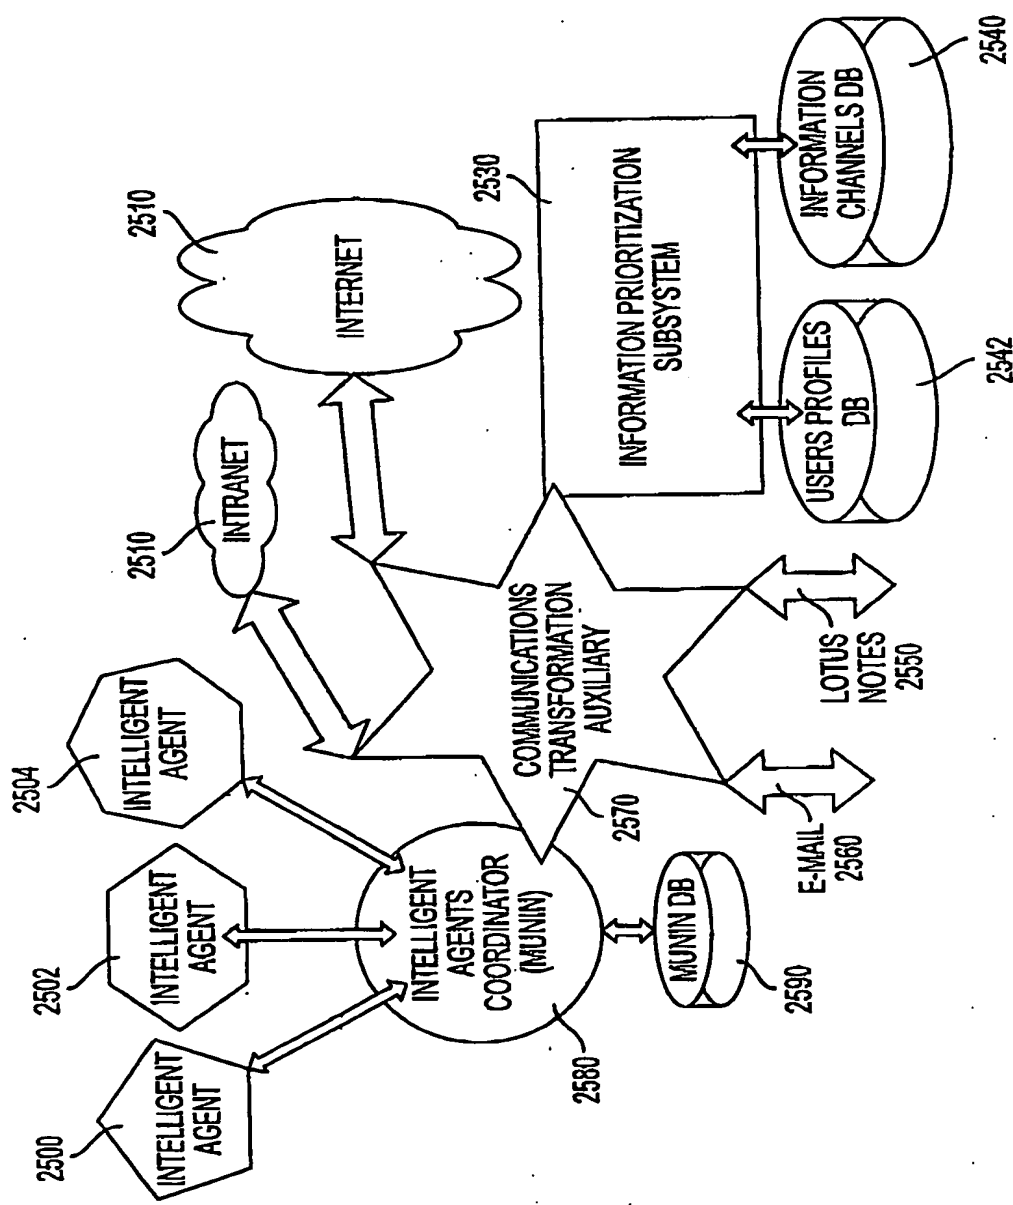 2500
INTELLIGENT
AGENT
2502
INTELLIGENT
AGENT
2504
INTELLIGENT
AGENT
2510
INTRANET
2510
INTERNET
2580
INTELLIGENT
AGENTS
COORDINATOR
(MUNIN)
MUNIN DB
2590
COMMUNICATIONS
TRANSFORMATION
AUXILIARY
2570
2530
INFORMATION PRIORITIZATION
SUBSYSTEM
E-MAIL
2560
LOTUS
NOTES
2550
USERS PROFILES
DB
2542
INFORMATION
CHANNELS DB
2540